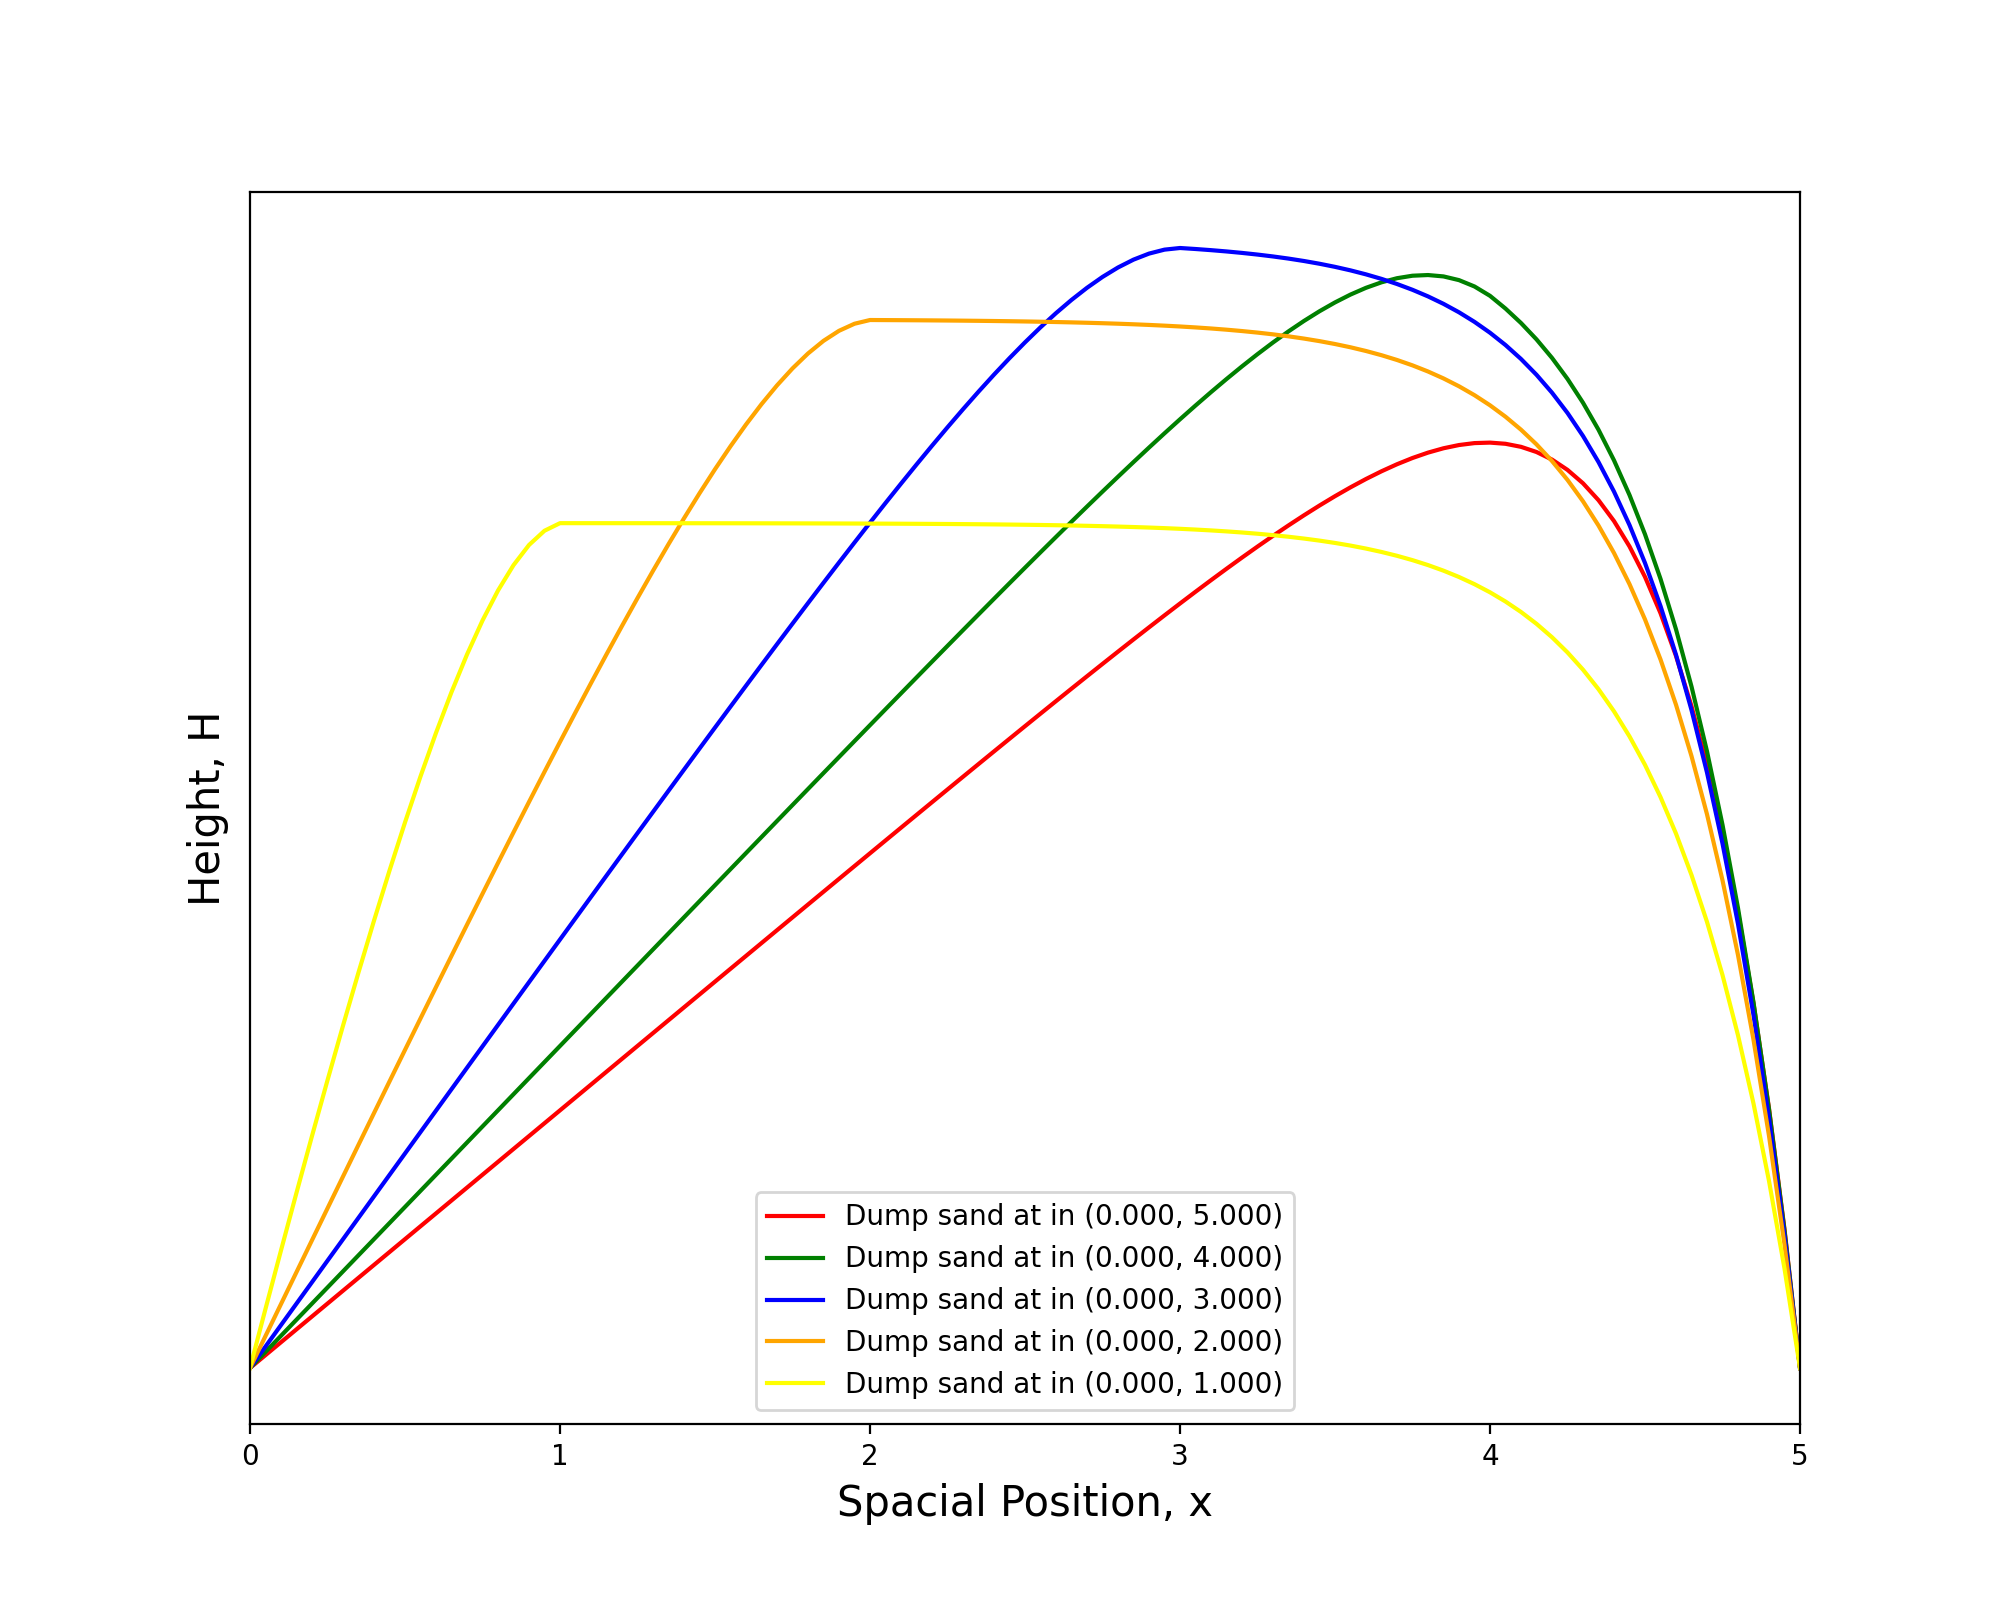 Height, H
Dump sand at in (0.000, 5.000)
Dump sand at in (0.000, 4.000)
Dump sand at in (0.000, 3.000)
Dump sand at in (0.000, 2.000)
Dump sand at in (0.000, 1.000)
0 1 2 3 4 5
Spacial Position, x